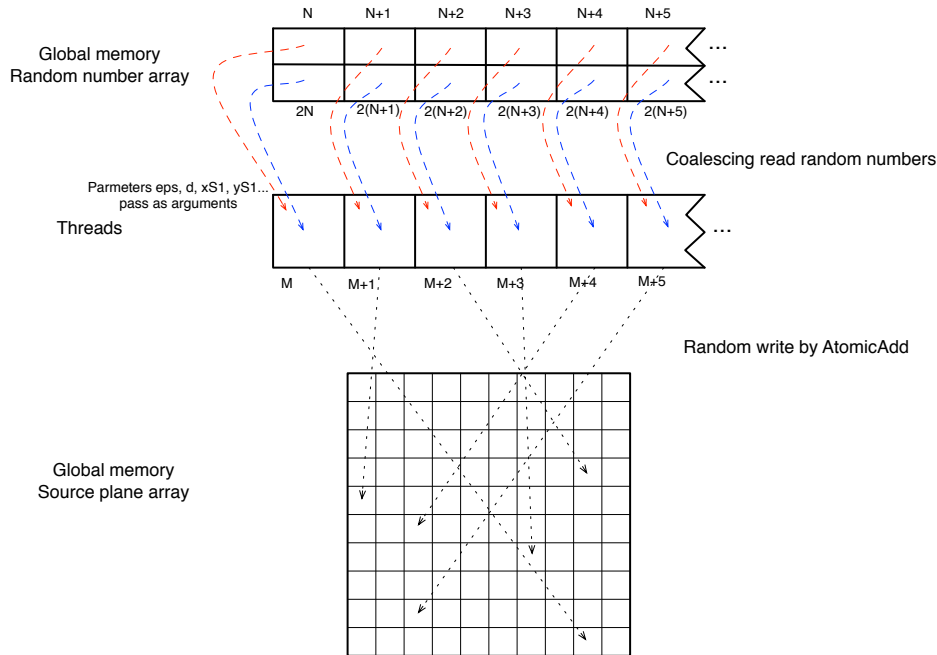 N N+1 N+2 N+3 N+4 N+5
Global memory
Random number array
...
...
2N 2(N+1) 2(N+2) 2(N+3) 2(N+4) 2(N+5)
Coalescing read random numbers
Parmeters eps, d, xS1, yS1...
pass as arguments
Threads
...
M M+1 M+2 M+3 M+4 M+5
Random write by AtomicAdd
Global memory
Source plane array